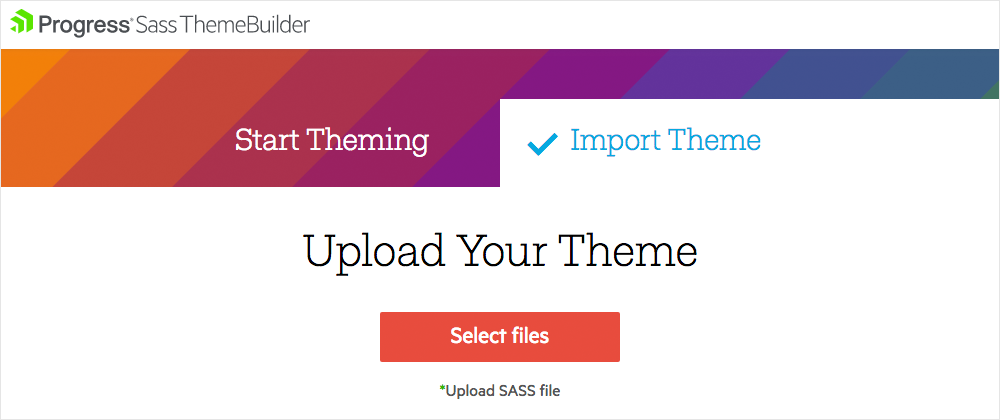 Progress® Sass ThemeBuilder
Start Theming
Import Theme
Upload Your Theme
Select files
*Upload SASS file